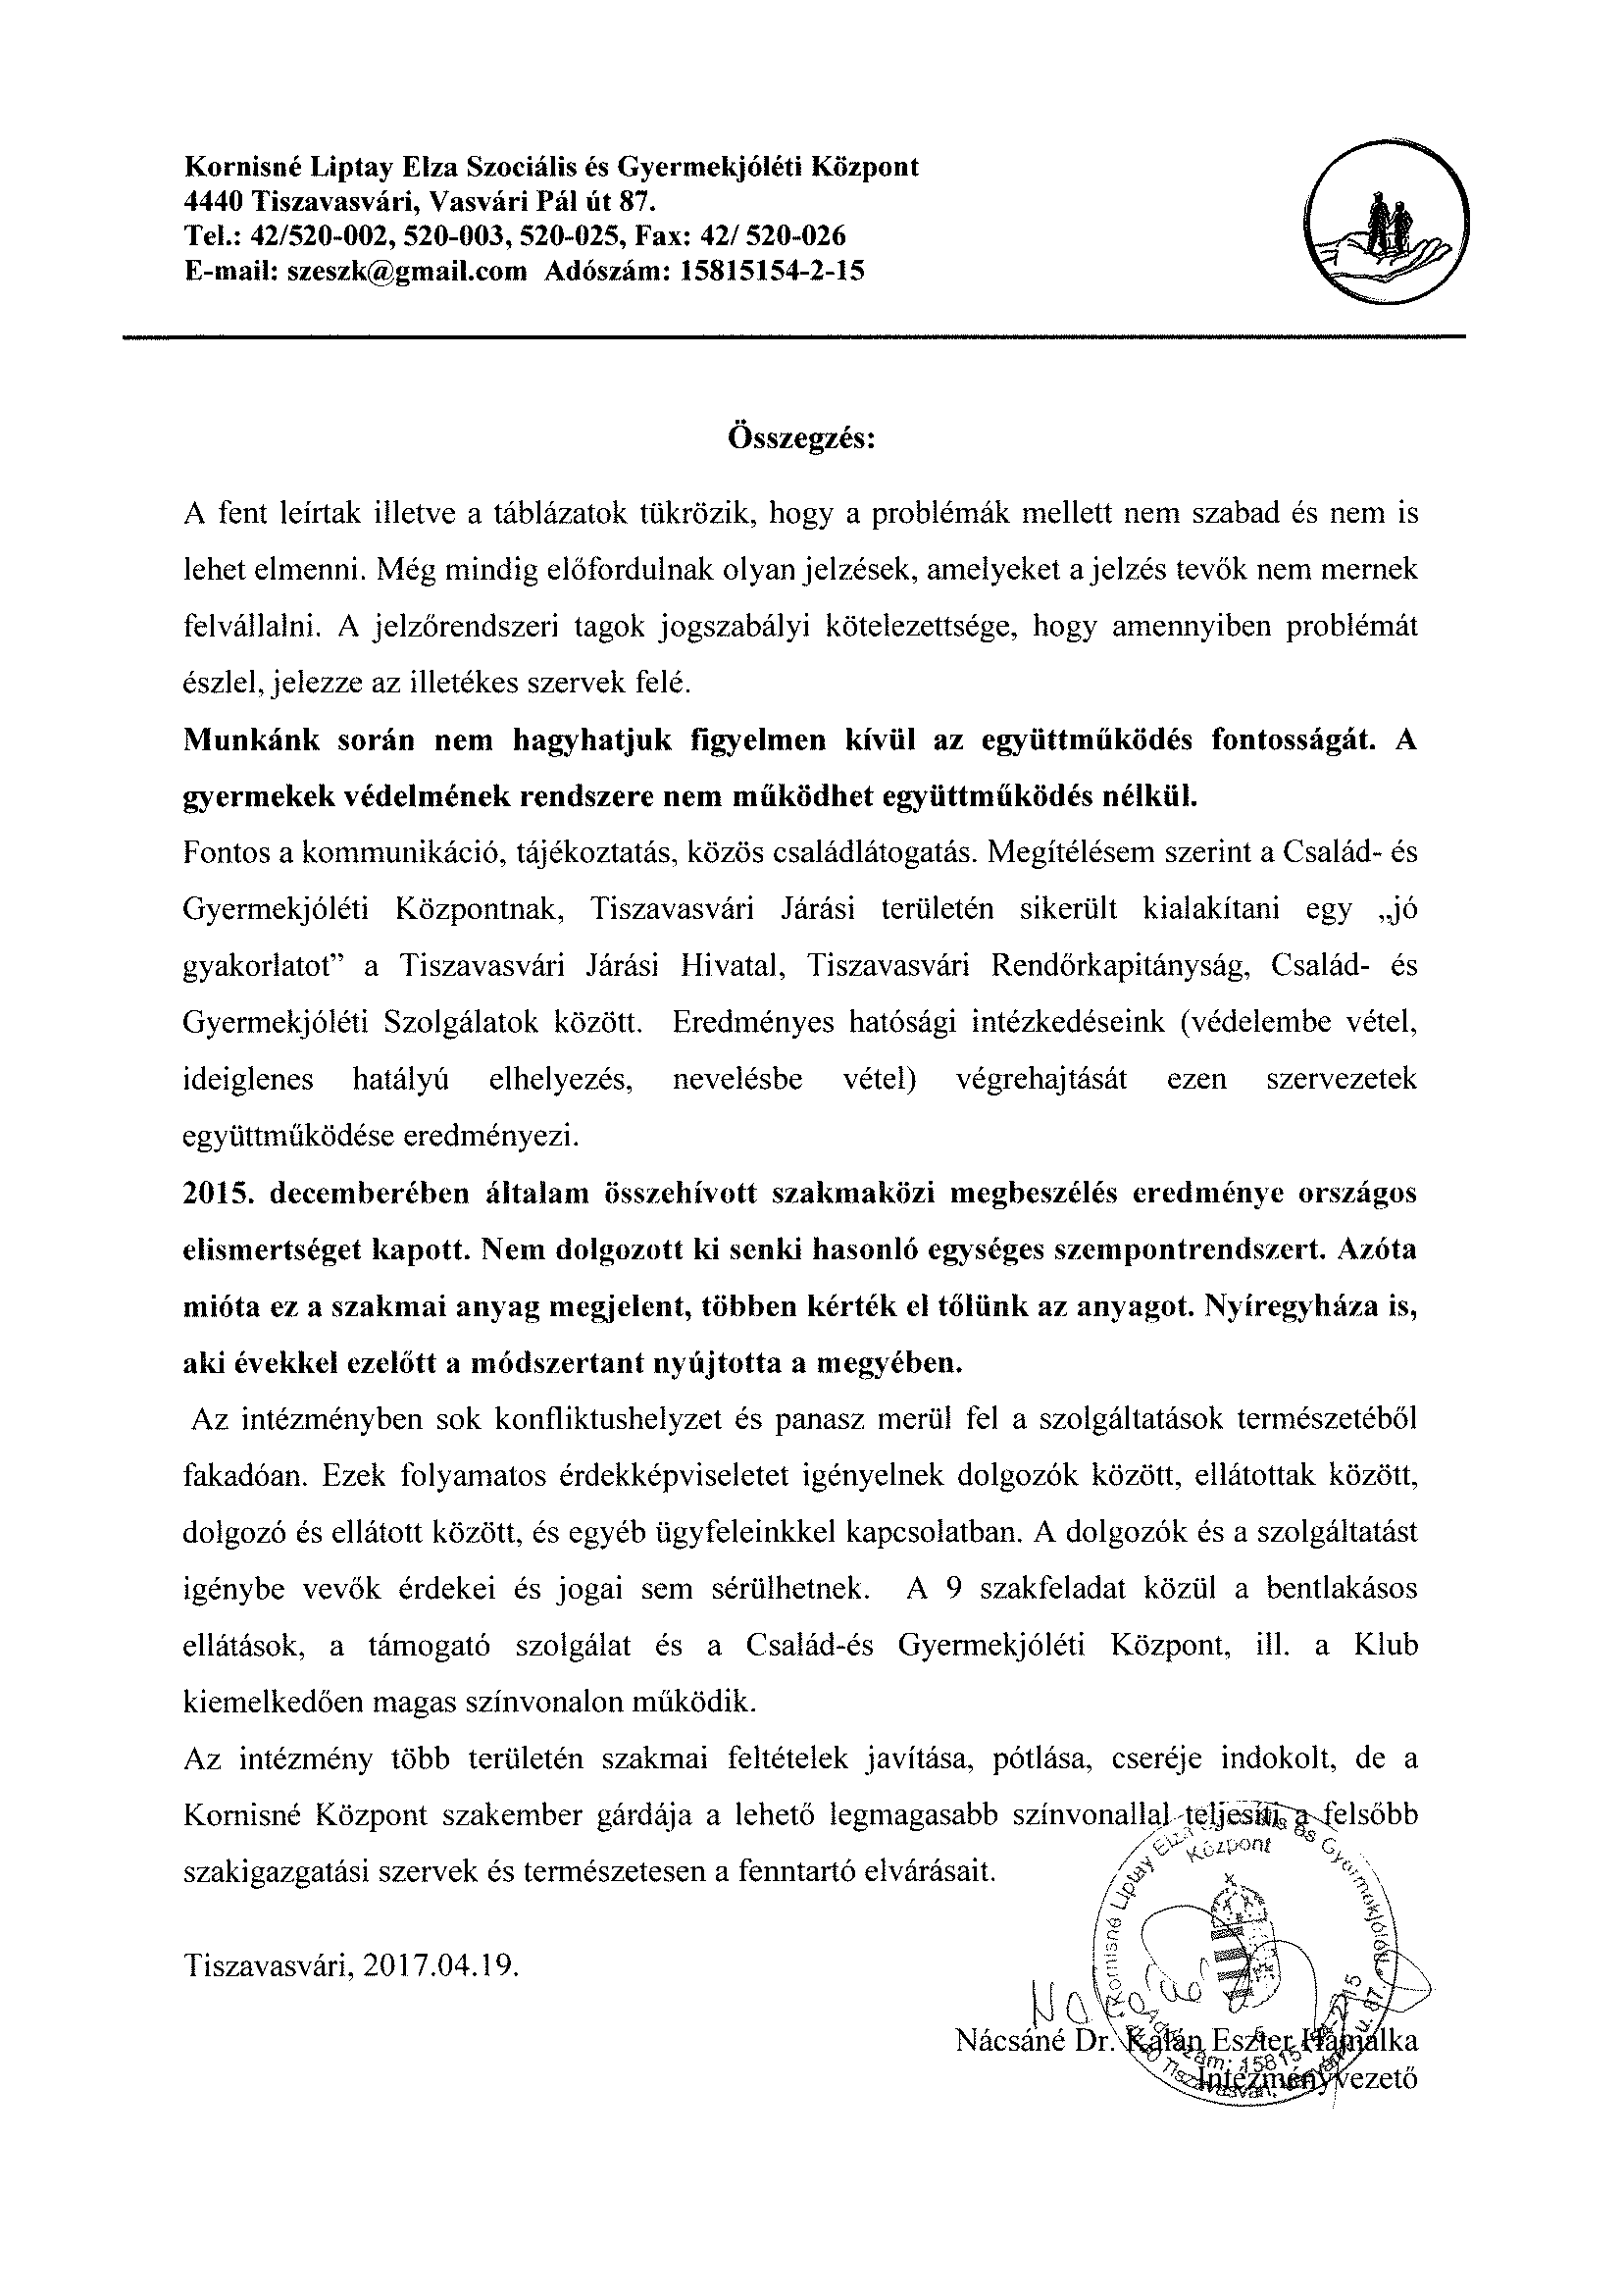 Kornisné Liptay Elza Szociális és Gyermekjóléti Központ
4440 Tiszavasvári, Vasvári Pál út 87.
Tel.: 42/520-002, 520-003, 520-025, Fax: 42/ 520-026
E-mail: szeszk@gmail.com Adószám: 15815154-2-15
Összegzés:
A fent leírtak illetve a táblázatok tükrözik, hogy a problémák mellett nem szabad és nem is
lehet elmenni. Még mindig előfordulnak olyan jelzések, amelyeket a jelzés tevők nem mernek
felvállalni. A jelzőrendszeri tagok jogszabályi kötelezettsége, hogy amennyiben problémát
észlel, jelezze az illetékes szervek felé.
Munkánk során nem hagyhatjuk figyelmen kívül az együttműködés fontosságát. A
gyermekek védelmének rendszere nem működhet együttműködés nélkül.
Fontos a kommunikáció, tájékoztatás, közös családlátogatás. Megítélésem szerint a Család- és
Gyermekjóléti Központnak, Tiszavasvári Járási területén sikerült kialakítani egy „jó
gyakorlatot” a Tiszavasvári Járási Hivatal, Tiszavasvári Rendőrkapitányság, Család- és
Gyermekjóléti Szolgálatok között. Eredményes hatósági intézkedéseink (védelembe vétel,
ideiglenes hatályú elhelyezés, nevelésbe vétel) végrehajtását ezen szervezetek
együttműködése eredményezi.
2015. decemberében általam összehívott szakmaközi megbeszélés eredménye országos
elismertséget kapott. Nem dolgozott ki senki hasonló egységes szempontrendszert. Azóta
mióta ez a szakmai anyag megjelent, többen kérték el tőlünk az anyagot. Nyíregyháza is,
aki évekkel ezelőtt a módszertant nyújtotta a megyében.
Az intézményben sok konfliktushelyzet és panasz merül fel a szolgáltatások természetéből
fakadóan. Ezek folyamatos érdekképviseletet igényelnek dolgozók között, ellátottak között,
dolgozó és ellátott között, és egyéb ügyfeleinkkel kapcsolatban. A dolgozók és a szolgáltatást
igénybe vevők érdekei és jogai sem sérülhetnek. A 9 szakfeladat közül a bentlakásos
ellátások, a támogató szolgálat és a Család-és Gyermekjóléti Központ, ill. a Klub
kiemelkedően magas színvonalon működik.
Az intézmény több területén szakmai feltételek javítása, pótlása, cseréje indokolt, de a
Kornisné Központ szakember gárdája a lehető legmagasabb színvonallal teljesíti a felsőbb
szakigazgatási szervek és természetesen a fenntartó elvárásait.
Tiszavasvári, 2017.04.19.
Kornisné Liptay Elza Szociális és Gyermekjóléti
Központ
Nácsáné Dr. Kálán Eszter Hajnalka
Intézményvezető